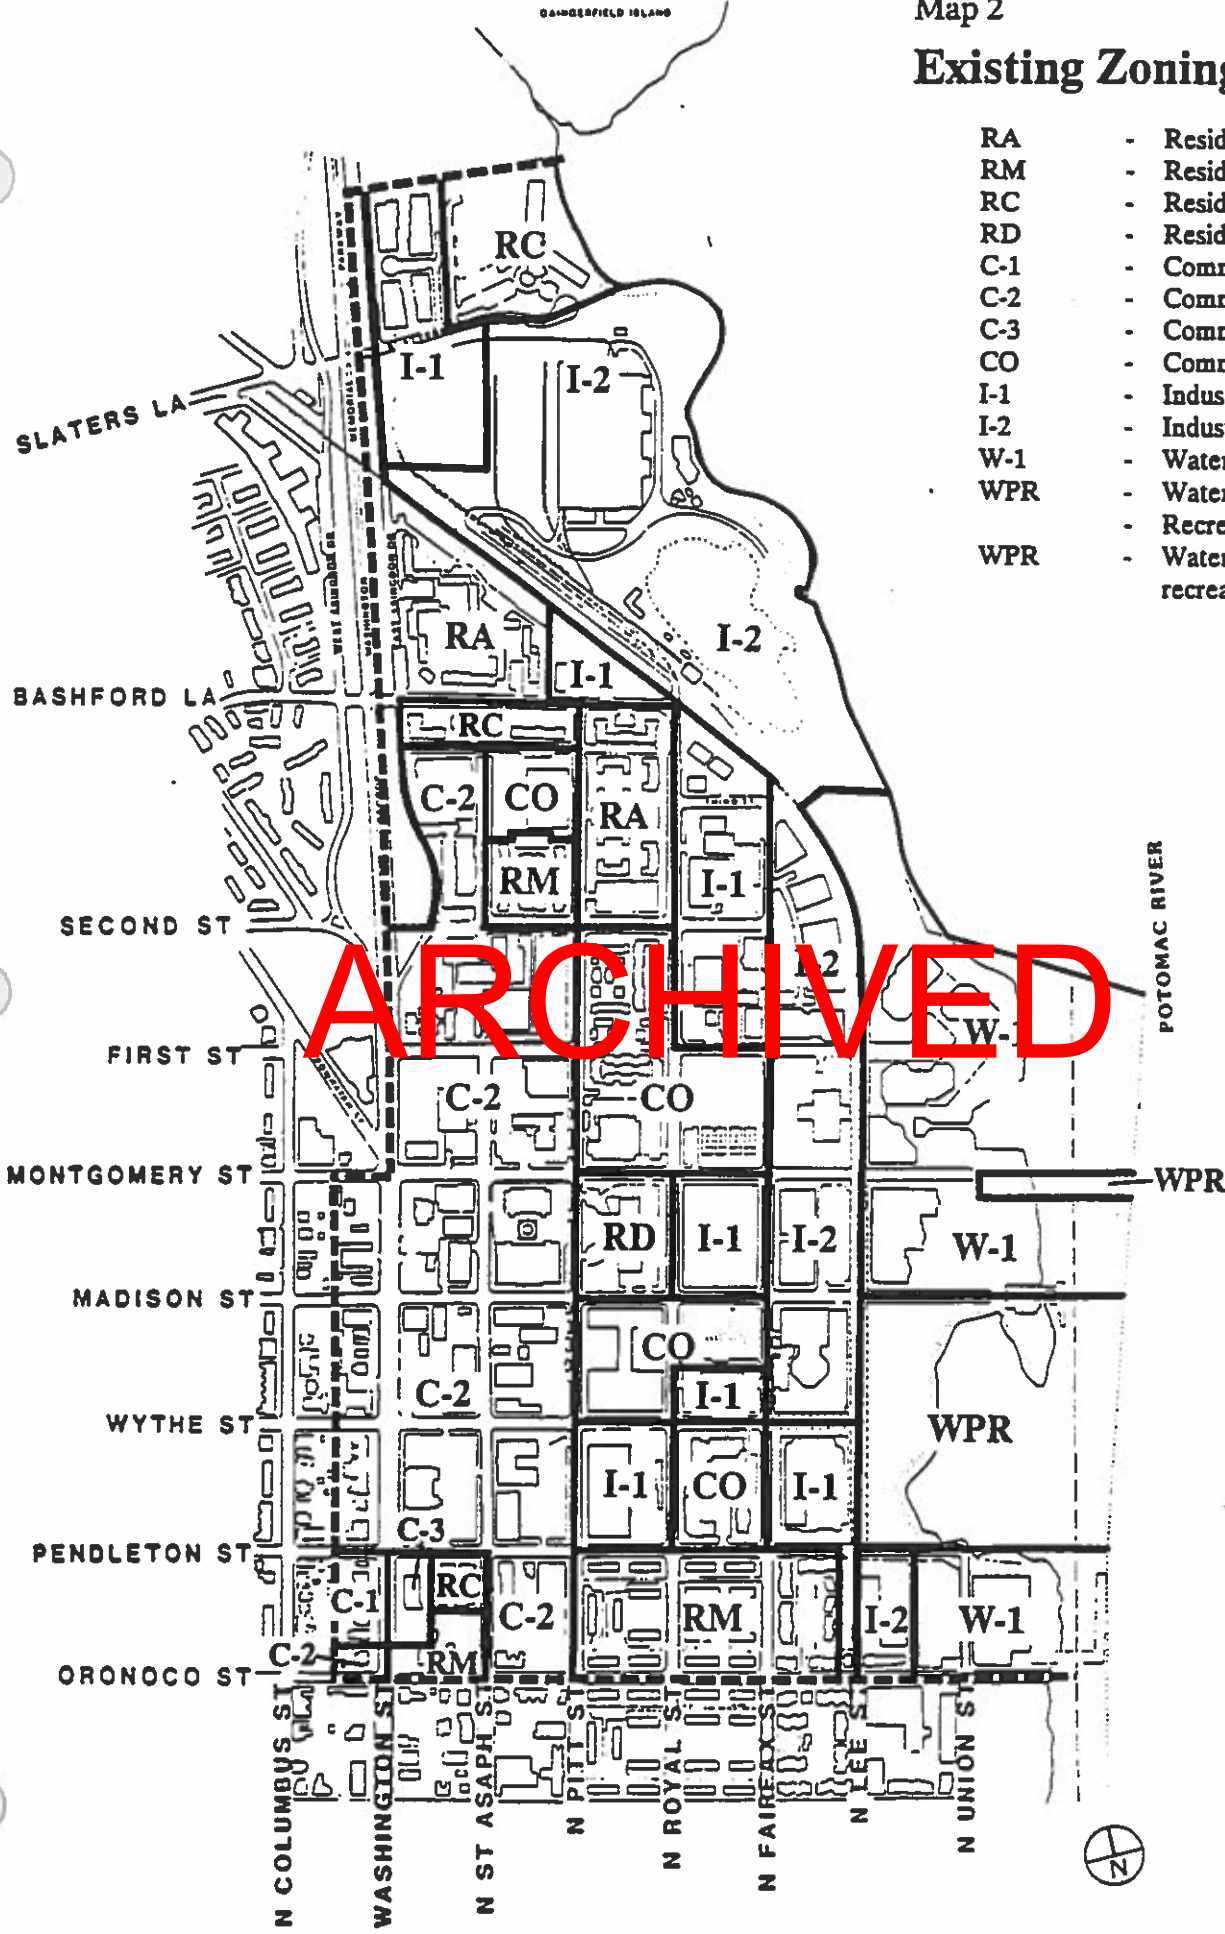 DAINGERFIELD ISLAND
Map 2
Existing Zoning
RA - Resid
RM - Resid
RC - Resid
RD - Resid
C-1 - Comm
C-2 - Comm
C-3 - Comm
CO - Comm
I-1 - Indus
I-2 - Indus
W-1 - Water
WPR - Water
- Recre
WPR - Water
recrea
RC
I-1
I-2
SLATERS LA
RA
I-2
I-1
BASHFORD LA
RC
C-2
CO
RA
RM
I-1
POTOMAC RIVER
SECOND ST
ARCHIVED
I-2
W-1
FIRST ST
C-2
CO
MONTGOMERY ST
WPR
RD
I-1
I-2
W-1
MADISON ST
CO
C-2
I-1
WYTHE ST
WPR
I-1
CO
I-1
C-3
PENDLETON ST
C-1
RC
C-2
RM
I-2
W-1
C-2
RM
ORONOCO ST
N COLUMBUS ST
WASHINGTON ST
N ST ASAPH ST
N PITT ST
N ROYAL ST
N FAIRFAX ST
N LEE ST
N UNION ST
N